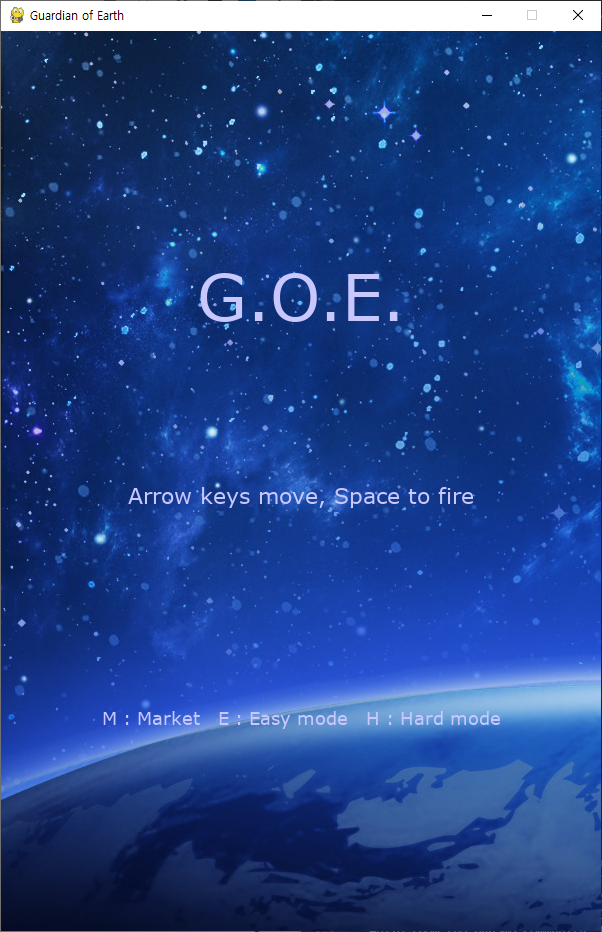 Guardian of Earth
G.O.E.
Arrow keys move, Space to fire
M : Market   E : Easy mode   H : Hard mode